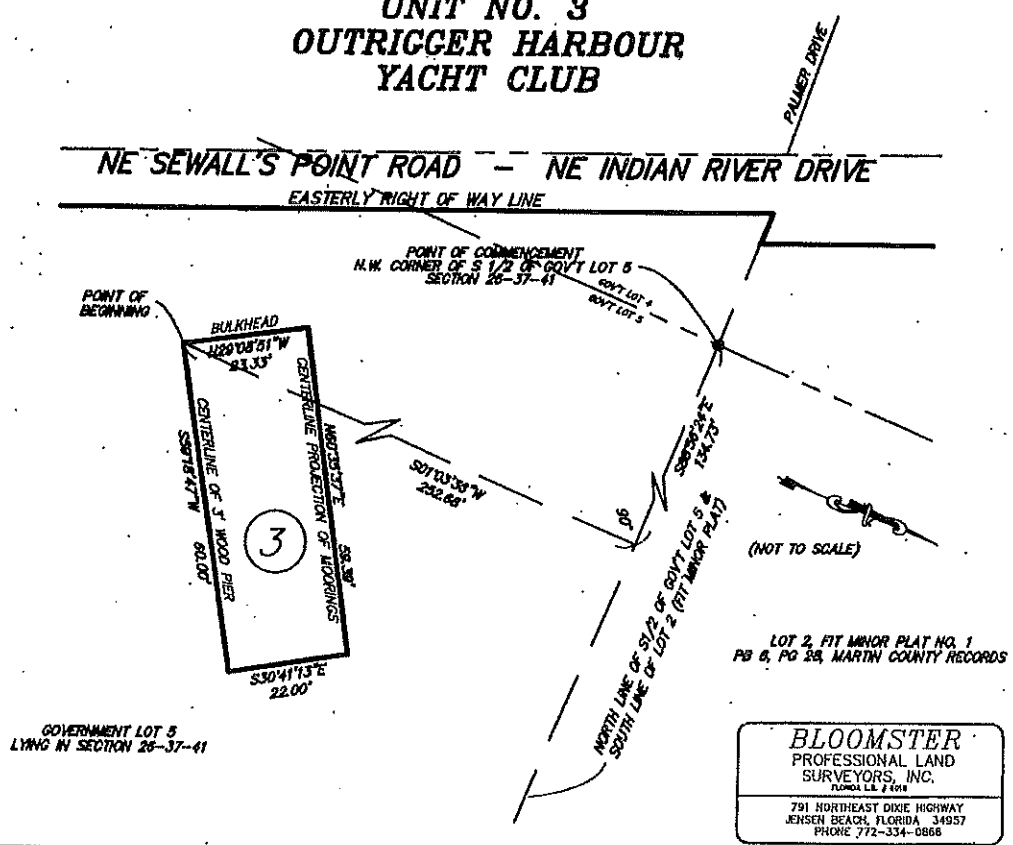 UNIT NO. 3
OUTRIGGER HARBOUR
YACHT CLUB
PALMER DRIVE
NE SEWALL'S POINT ROAD - NE INDIAN RIVER DRIVE
EASTERLY RIGHT OF WAY LINE
POINT OF COMMENCEMENT
N.W. CORNER OF S 1/2 OF GOV'T LOT 5
SECTION 26-37-41
GOV'T LOT 4
GOV'T LOT 5
POINT OF
BEGINNING
BULKHEAD
N29°08'51"W
23.33'
CENTERLINE OF 3' WOOD PIER
S59°18'47"W
60.00'
CENTERLINE PROJECTION OF MOORINGS
N60°35'37"E
59.39'
3
S30°41'13"E
22.00'
S01°03'36"W
252.68'
S88°56'24"E
134.73'
90°
NORTH LINE OF S1/2 OF GOV'T LOT 5 &
SOUTH LINE OF LOT 2 (FIT MINOR PLAT)
(NOT TO SCALE)
LOT 2, FIT MINOR PLAT NO. 1
PB 6, PG 28, MARTIN COUNTY RECORDS
GOVERNMENT LOT 5
LYING IN SECTION 26-37-41
BLOOMSTER
PROFESSIONAL LAND
SURVEYORS, INC.
FLORIDA L.B. # 6018
791 NORTHEAST DIXIE HIGHWAY
JENSEN BEACH, FLORIDA 34957
PHONE 772-334-0868